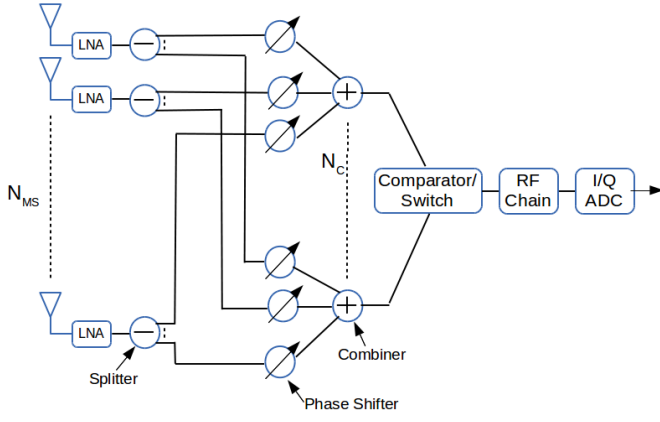 LNA
LNA
N_MS
N_C
Comparator/
Switch
RF
Chain
I/Q
ADC
LNA
Splitter
Combiner
Phase Shifter